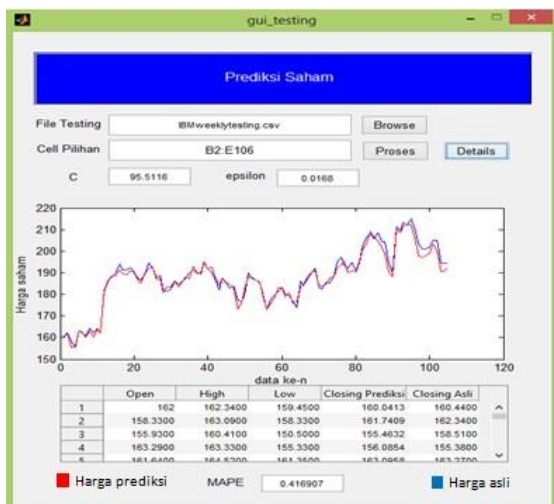 gui_testing
Prediksi Saham
File Testing IBMweeklytesting.csv Browse
Cell Pilihan B2:E106 Proses Details
C 95.5116 epsilon 0.0168
220
210
200
190
180
170
160
150
Harga saham
0 20 40 60 80 100 120
data ke-n
Open High Low Closing Prediksi Closing Asli
1 162 162.3400 159.4500 160.0413 160.4400
2 158.3300 163.0900 158.3300 161.7409 162.3400
3 155.9300 160.4100 150.5000 155.4632 158.5100
4 163.2900 163.3300 155.3300 156.0854 155.3800
Harga prediksi MAPE 0.416907 Harga asli